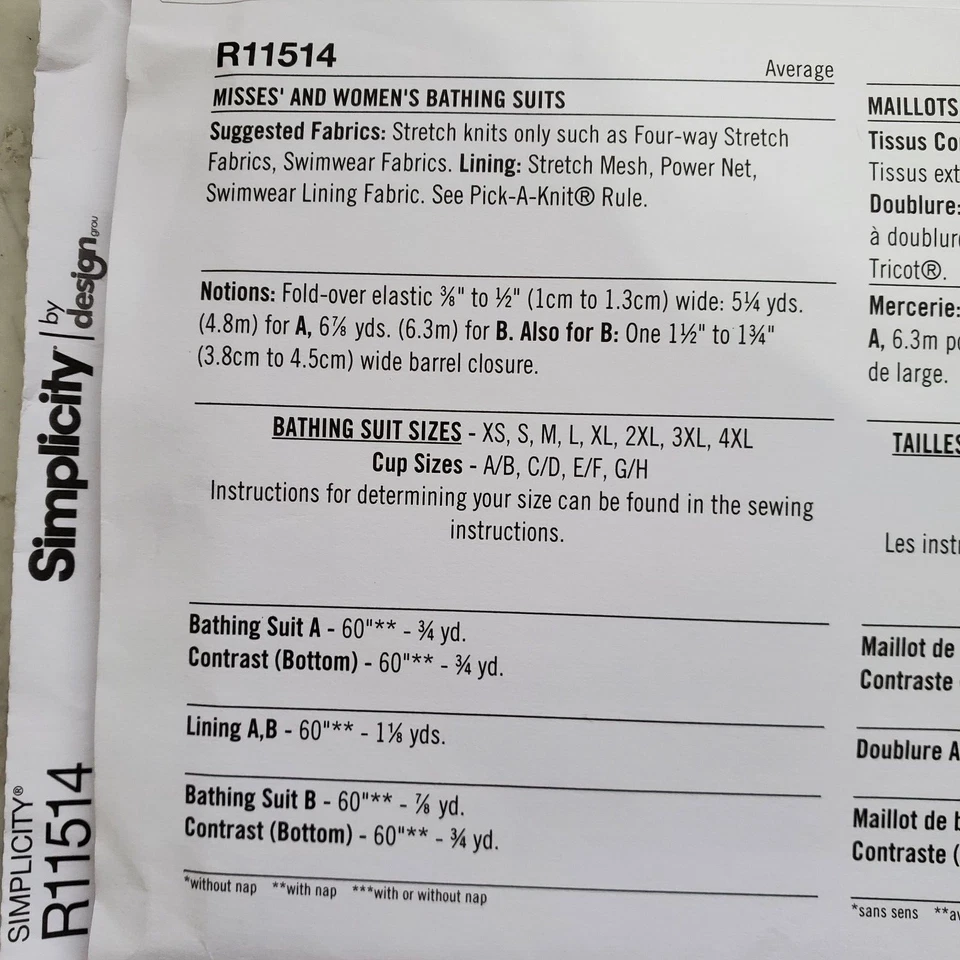 R11514
Average
MISSES' AND WOMEN'S BATHING SUITS
Suggested Fabrics: Stretch knits only such as Four-way Stretch
Fabrics, Swimwear Fabrics. Lining: Stretch Mesh, Power Net,
Swimwear Lining Fabric. See Pick-A-Knit® Rule.
Notions: Fold-over elastic ⅜" to ½" (1cm to 1.3cm) wide: 5¼ yds.
(4.8m) for A, 6⅞ yds. (6.3m) for B. Also for B: One 1½" to 1¾"
(3.8cm to 4.5cm) wide barrel closure.
BATHING SUIT SIZES - XS, S, M, L, XL, 2XL, 3XL, 4XL
Cup Sizes - A/B, C/D, E/F, G/H
Instructions for determining your size can be found in the sewing
instructions.
Bathing Suit A - 60"** - ¾ yd.
Contrast (Bottom) - 60"** - ¾ yd.
Lining A,B - 60"** - 1⅛ yds.
Bathing Suit B - 60"** - ⅞ yd.
Contrast (Bottom) - 60"** - ¾ yd.
*without nap **with nap ***with or without nap
MAILLOTS
Tissus Co
Tissus ext
Doublure:
à doublure
Tricot®.
Mercerie:
A, 6.3m po
de large.
TAILLES
Les instr
Maillot de
Contraste
Doublure A
Maillot de b
Contraste (
*sans sens **av
Simplicity® | by design grou
SIMPLICITY®
R11514